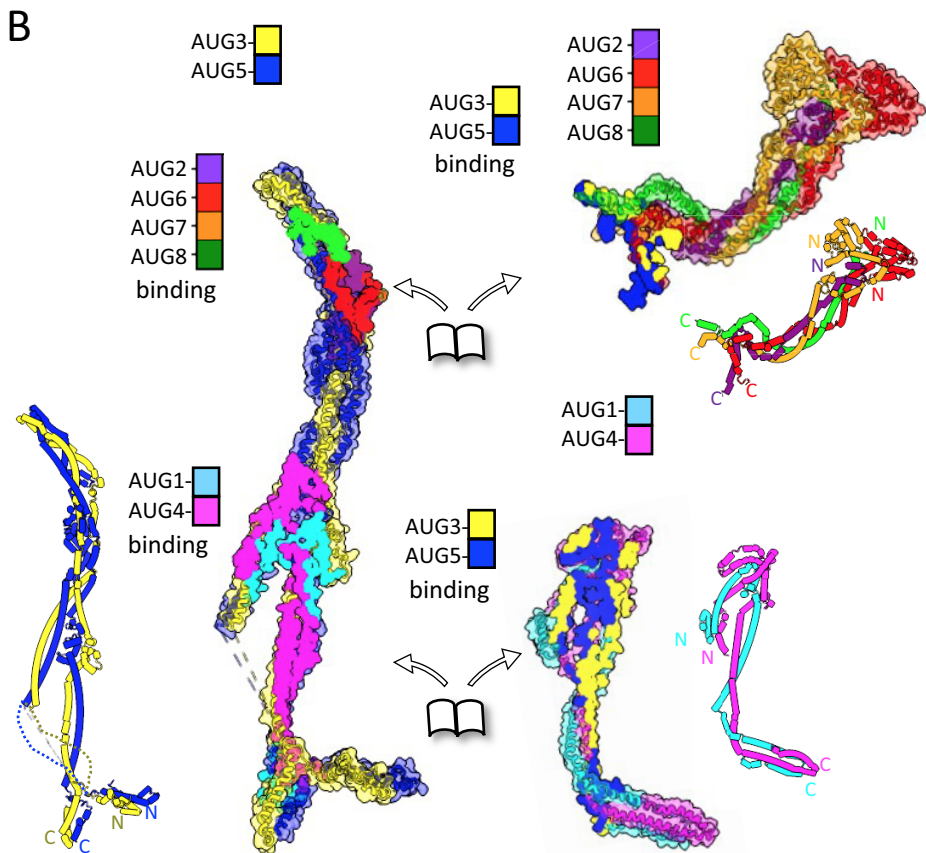 B
AUG3-
AUG5-
AUG2
AUG6
AUG7
AUG8
AUG3-
AUG5-
binding
AUG2
AUG6
AUG7
AUG8
binding
N
N
N
N
C
C
C
C
AUG1-
AUG4-
AUG1-
AUG4-
binding
AUG3-
AUG5-
binding
N
N
C
C
N
N
C
C